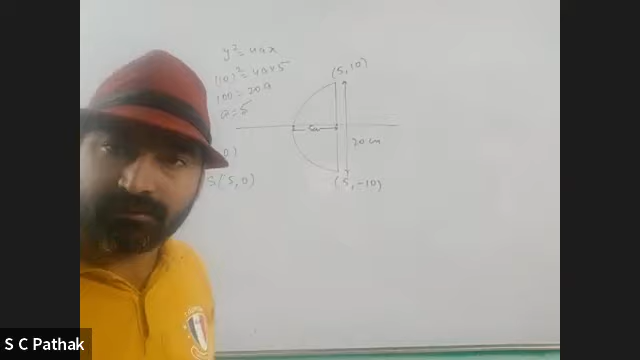 y² = 4ax
(10)² = 4a×5
100 = 20a
a = 5
0)
S(5,0)
(5, 10)
5cm
20 cm
(5, -10)
S C Pathak